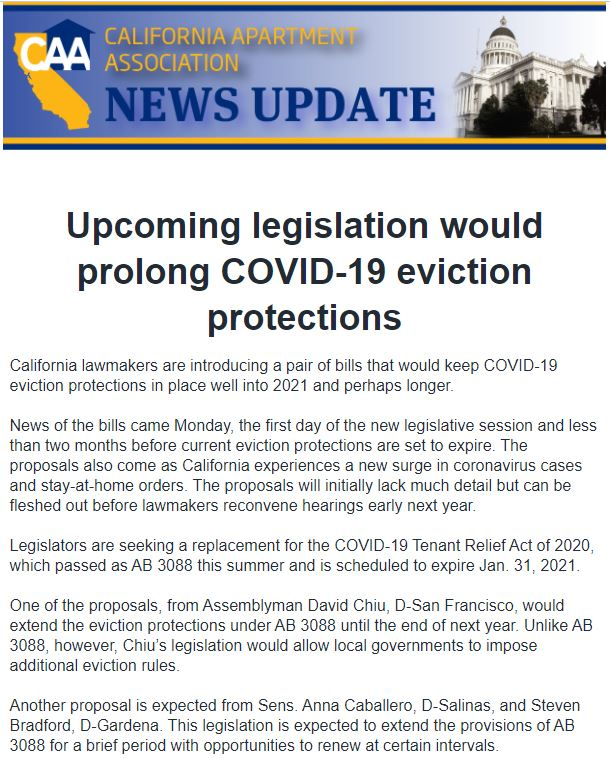 CAA
CALIFORNIA APARTMENT
ASSOCIATION
NEWS UPDATE
Upcoming legislation would
prolong COVID-19 eviction
protections
California lawmakers are introducing a pair of bills that would keep COVID-19
eviction protections in place well into 2021 and perhaps longer.
News of the bills came Monday, the first day of the new legislative session and less
than two months before current eviction protections are set to expire. The
proposals also come as California experiences a new surge in coronavirus cases
and stay-at-home orders. The proposals will initially lack much detail but can be
fleshed out before lawmakers reconvene hearings early next year.
Legislators are seeking a replacement for the COVID-19 Tenant Relief Act of 2020,
which passed as AB 3088 this summer and is scheduled to expire Jan. 31, 2021.
One of the proposals, from Assemblyman David Chiu, D-San Francisco, would
extend the eviction protections under AB 3088 until the end of next year. Unlike AB
3088, however, Chiu’s legislation would allow local governments to impose
additional eviction rules.
Another proposal is expected from Sens. Anna Caballero, D-Salinas, and Steven
Bradford, D-Gardena. This legislation is expected to extend the provisions of AB
3088 for a brief period with opportunities to renew at certain intervals.